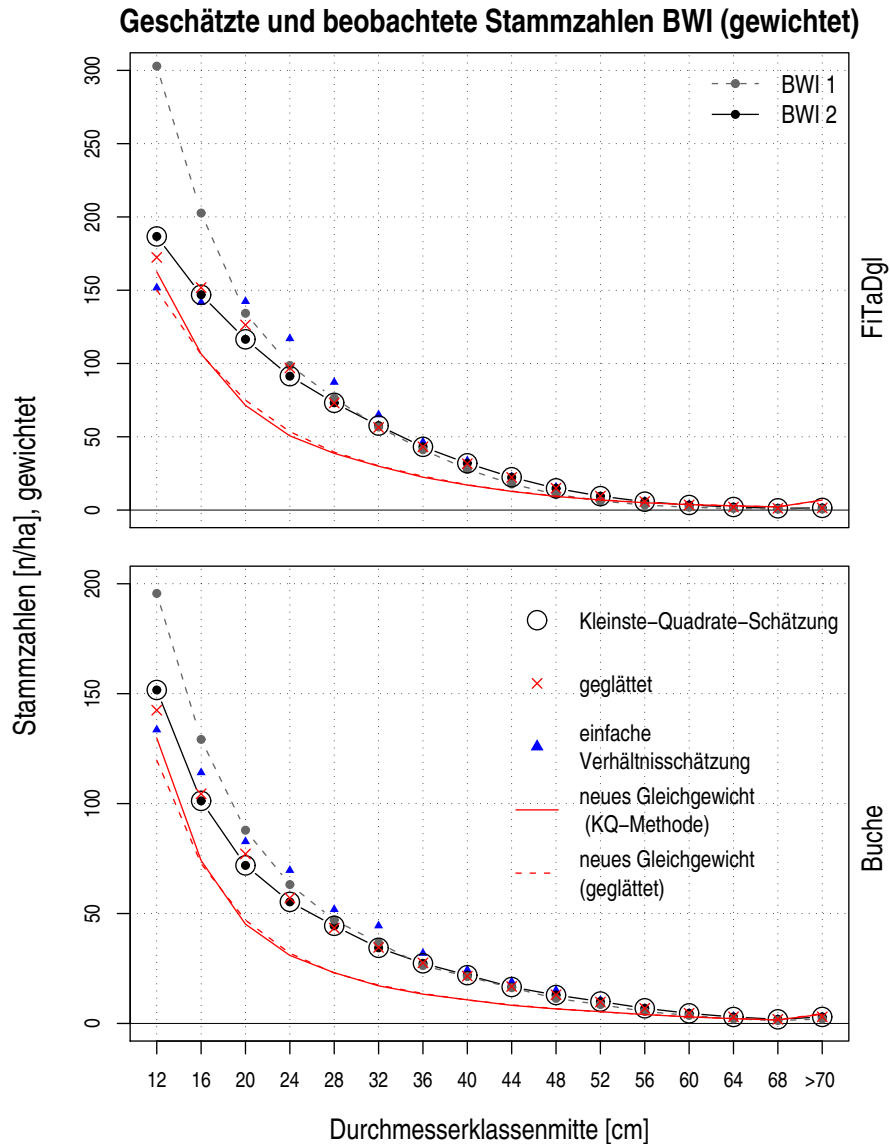 Geschätzte und beobachtete Stammzahlen BWI (gewichtet)
Stammzahlen [n/ha], gewichtet
300
250
200
150
100
50
0
BWI 1
BWI 2
FiTaDgl
200
150
100
50
0
Kleinste−Quadrate−Schätzung
geglättet
einfache
Verhältnisschätzung
neues Gleichgewicht
(KQ−Methode)
neues Gleichgewicht
(geglättet)
Buche
12 16 20 24 28 32 36 40 44 48 52 56 60 64 68 >70
Durchmesserklassenmitte [cm]